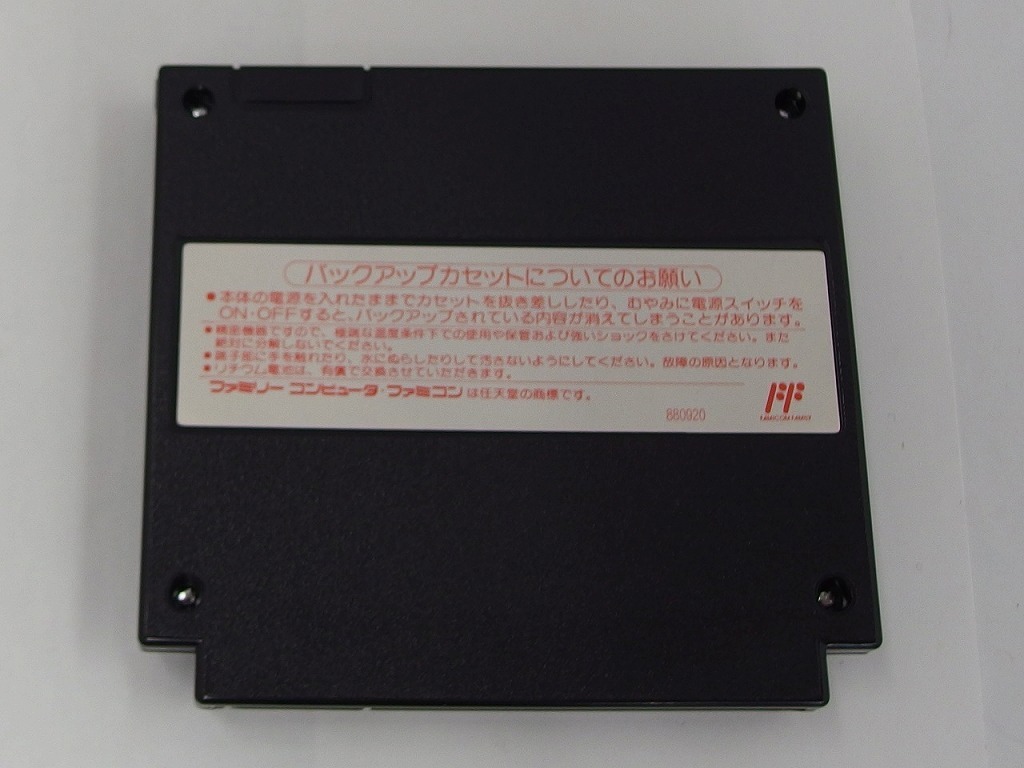 バックアップカセットについてのお願い
●本体の電源を入れたままでカセットを抜き差ししたり、むやみに電源スイッチを
ON・OFFすると、バックアップされている内容が消えてしまうことがあります。
●精密機器ですので、極端な温度条件下での使用や保管および強いショックをさけてください。また
絶対に分解しないでください。
●端子部に手を触れたり、水にぬらしたりして汚さないようにしてください。故障の原因となります。
●リチウム電池は、有償で交換させていただきます。
ファミリーコンピュータ・ファミコンは任天堂の商標です。
880920
FAMICOM FAMILY